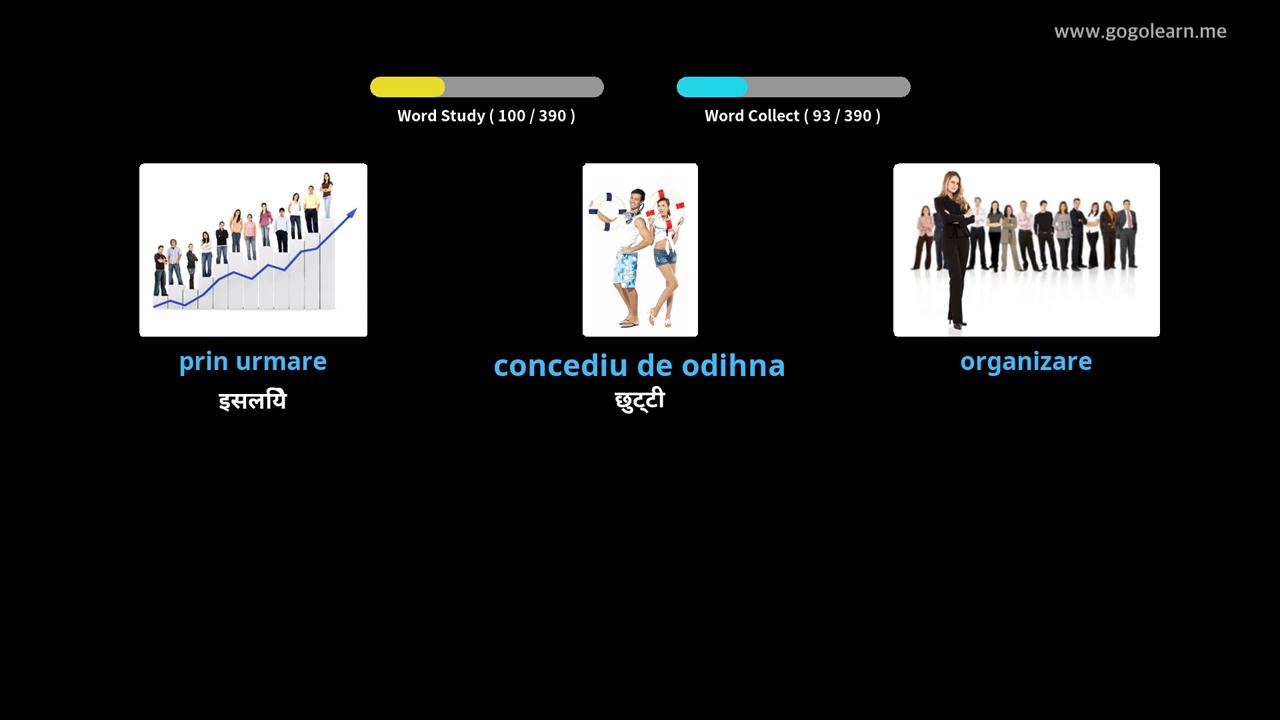 www.gogolearn.me
Word Study ( 100 / 390 )
Word Collect ( 93 / 390 )
prin urmare
concediu de odihna
organizare
इसलिये
छुट्टी